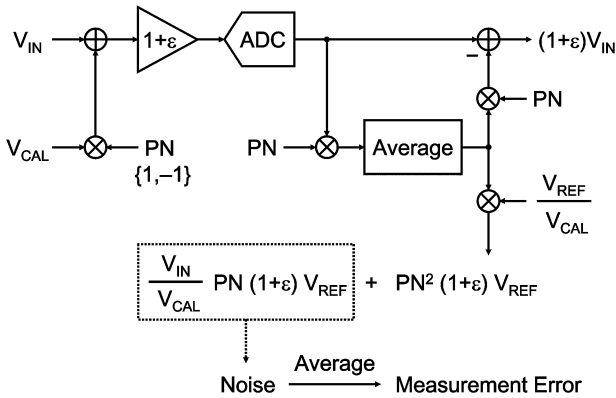 V_IN
1+ε
ADC
(1+ε)V_IN
−
PN
V_CAL
PN
{1,−1}
PN
Average
V_REF
V_CAL
V_IN
V_CAL
PN (1+ε) V_REF + PN² (1+ε) V_REF
Noise
Average
Measurement Error